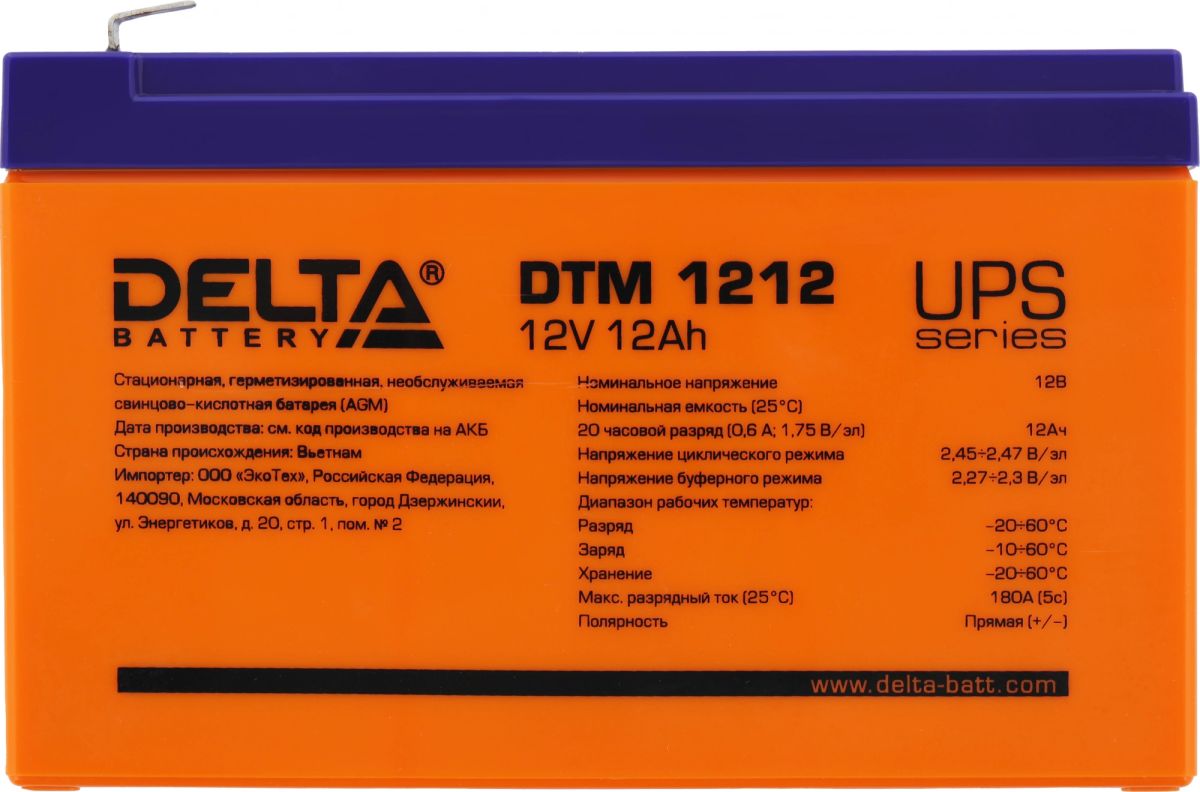 DELTA®
BATTERY
DTM 1212
12V 12Ah
UPS
series
Стационарная, герметизированная, необслуживаемая
свинцово-кислотная батарея (AGM)
Дата производства: см. код производства на АКБ
Страна происхождения: Вьетнам
Импортер: ООО «ЭкоТех», Российская Федерация,
140090, Московская область, город Дзержинский,
ул. Энергетиков, д. 20, стр. 1, пом. № 2
Номинальное напряжение 12В
Номинальная емкость (25°С)
20 часовой разряд (0,6 А; 1,75 В/эл) 12Ач
Напряжение циклического режима 2,45÷2,47 В/эл
Напряжение буферного режима 2,27÷2,3 В/эл
Диапазон рабочих температур:
Разряд -20÷60°С
Заряд -10÷60°С
Хранение -20÷60°С
Макс. разрядный ток (25°С) 180А (5с)
Полярность Прямая (+/-)
www.delta-batt.com